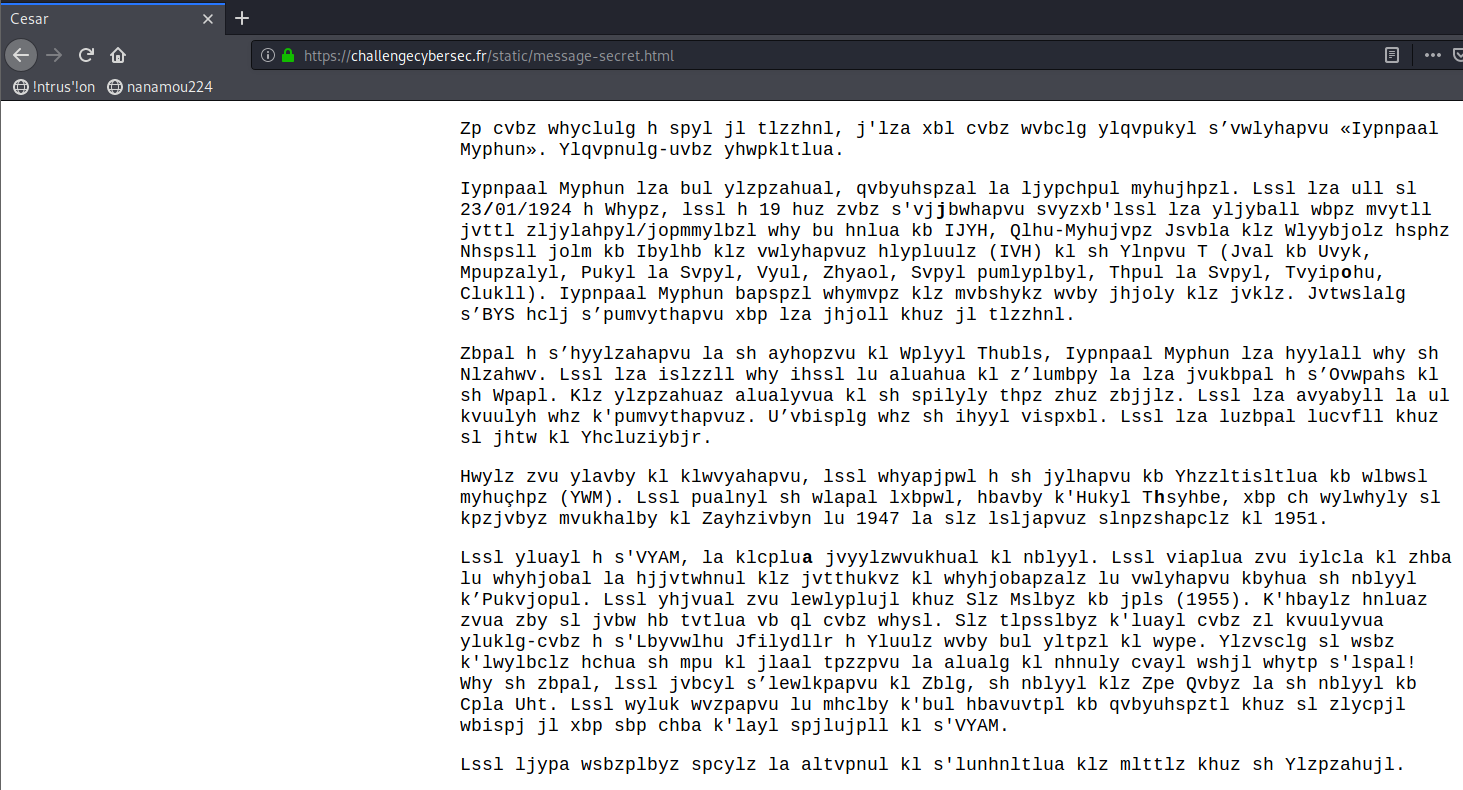 Cesar
https://challengecybersec.fr/static/message-secret.html
!ntrus'!on nanamou224
Zp cvbz whyclulg h spyl jl tlzzhnl, j'lza xbl cvbz wvbclg ylqvpukyl s’vwlyhapvu «Iypnpaal
Myphun». Ylqvpnulg-uvbz yhwpkltlua.
Iypnpaal Myphun lza bul ylzpzahual, qvbyuhspzal la ljypchpul myhujhpzl. Lssl lza ull sl
23/01/1924 h Whypz, lssl h 19 huz zvbz s'vjjbwhapvu svyzxb'lssl lza yljyball wbpz mvytll
jvttl zljylahpyl/jopmmylbzl why bu hnlua kb IJYH, Qlhu-Myhujvpz Jsvbla klz Wlyybjolz hsphz
Nhspsll jolm kb Ibylhb klz vwlyhapvuz hlypluulz (IVH) kl sh Ylnpvu T (Jval kb Uvyk,
Mpupzalyl, Pukyl la Svpyl, Vyul, Zhyaol, Svpyl pumlyplbyl, Thpul la Svpyl, Tvyipohu,
Clukll). Iypnpaal Myphun bapspzl whymvpz klz mvbshykz wvby jhjoly klz jvklz. Jvtwslalg
s’BYS hclj s’pumvythapvu xbp lza jhjoll khuz jl tlzzhnl.
Zbpal h s’hyylzahapvu la sh ayhopzvu kl Wplyyl Thubls, Iypnpaal Myphun lza hyylall why sh
Nlzahwv. Lssl lza islzzll why ihssl lu aluahua kl z’lumbpy la lza jvukbpal h s’Ovwpahs kl
sh Wpapl. Klz ylzpzahuaz alualyvua kl sh spilyly thpz zhuz zbjjlz. Lssl lza avyabyll la ul
kvuulyh whz k'pumvythapvuz. U’vbisplg whz sh ihyyl vispxbl. Lssl lza luzbpal lucvfll khuz
sl jhtw kl Yhcluziybjr.
Hwylz zvu ylavby kl klwvyahapvu, lssl whyapjpwl h sh jylhapvu kb Yhzzltisltlua kb wlbwsl
myhuçhpz (YWM). Lssl pualnyl sh wlapal lxbpwl, hbavby k'Hukyl Thsyhbe, xbp ch wylwhyly sl
kpzjvbyz mvukhalby kl Zayhzivbyn lu 1947 la slz lsljapvuz slnpzshapclz kl 1951.
Lssl yluayl h s'VYAM, la klcplua jvyylzwvukhual kl nblyyl. Lssl viaplua zvu iylcla kl zhba
lu whyhjobal la hjjvtwhnul klz jvtthukvz kl whyhjobapzalz lu vwlyhapvu kbyhua sh nblyyl
k’Pukvjopul. Lssl yhjvual zvu lewlyplujl khuz Slz Mslbyz kb jpls (1955). K'hbaylz hnluaz
zvua zby sl jvbw hb tvtlua vb ql cvbz whysl. Slz tlpsslbyz k'luayl cvbz zl kvuulyvua
yluklg-cvbz h s'Lbyvwlhu Jfilydllr h Yluulz wvby bul yltpzl kl wype. Ylzvsclg sl wsbz
k'lwylbclz hchua sh mpu kl jlaal tpzzpvu la alualg kl nhnuly cvayl wshjl whytp s'lspal!
Why sh zbpal, lssl jvbcyl s’lewlkpapvu kl Zblg, sh nblyyl klz Zpe Qvbyz la sh nblyyl kb
Cpla Uht. Lssl wyluk wvzpapvu lu mhclby k'bul hbavuvtpl kb qvbyuhspztl khuz sl zlycpjl
wbispj jl xbp sbp chba k'layl spjlujpll kl s'VYAM.
Lssl ljypa wsbzplbyz spcylz la altvpnul kl s'lunhnltlua klz mlttlz khuz sh Ylzpzahujl.